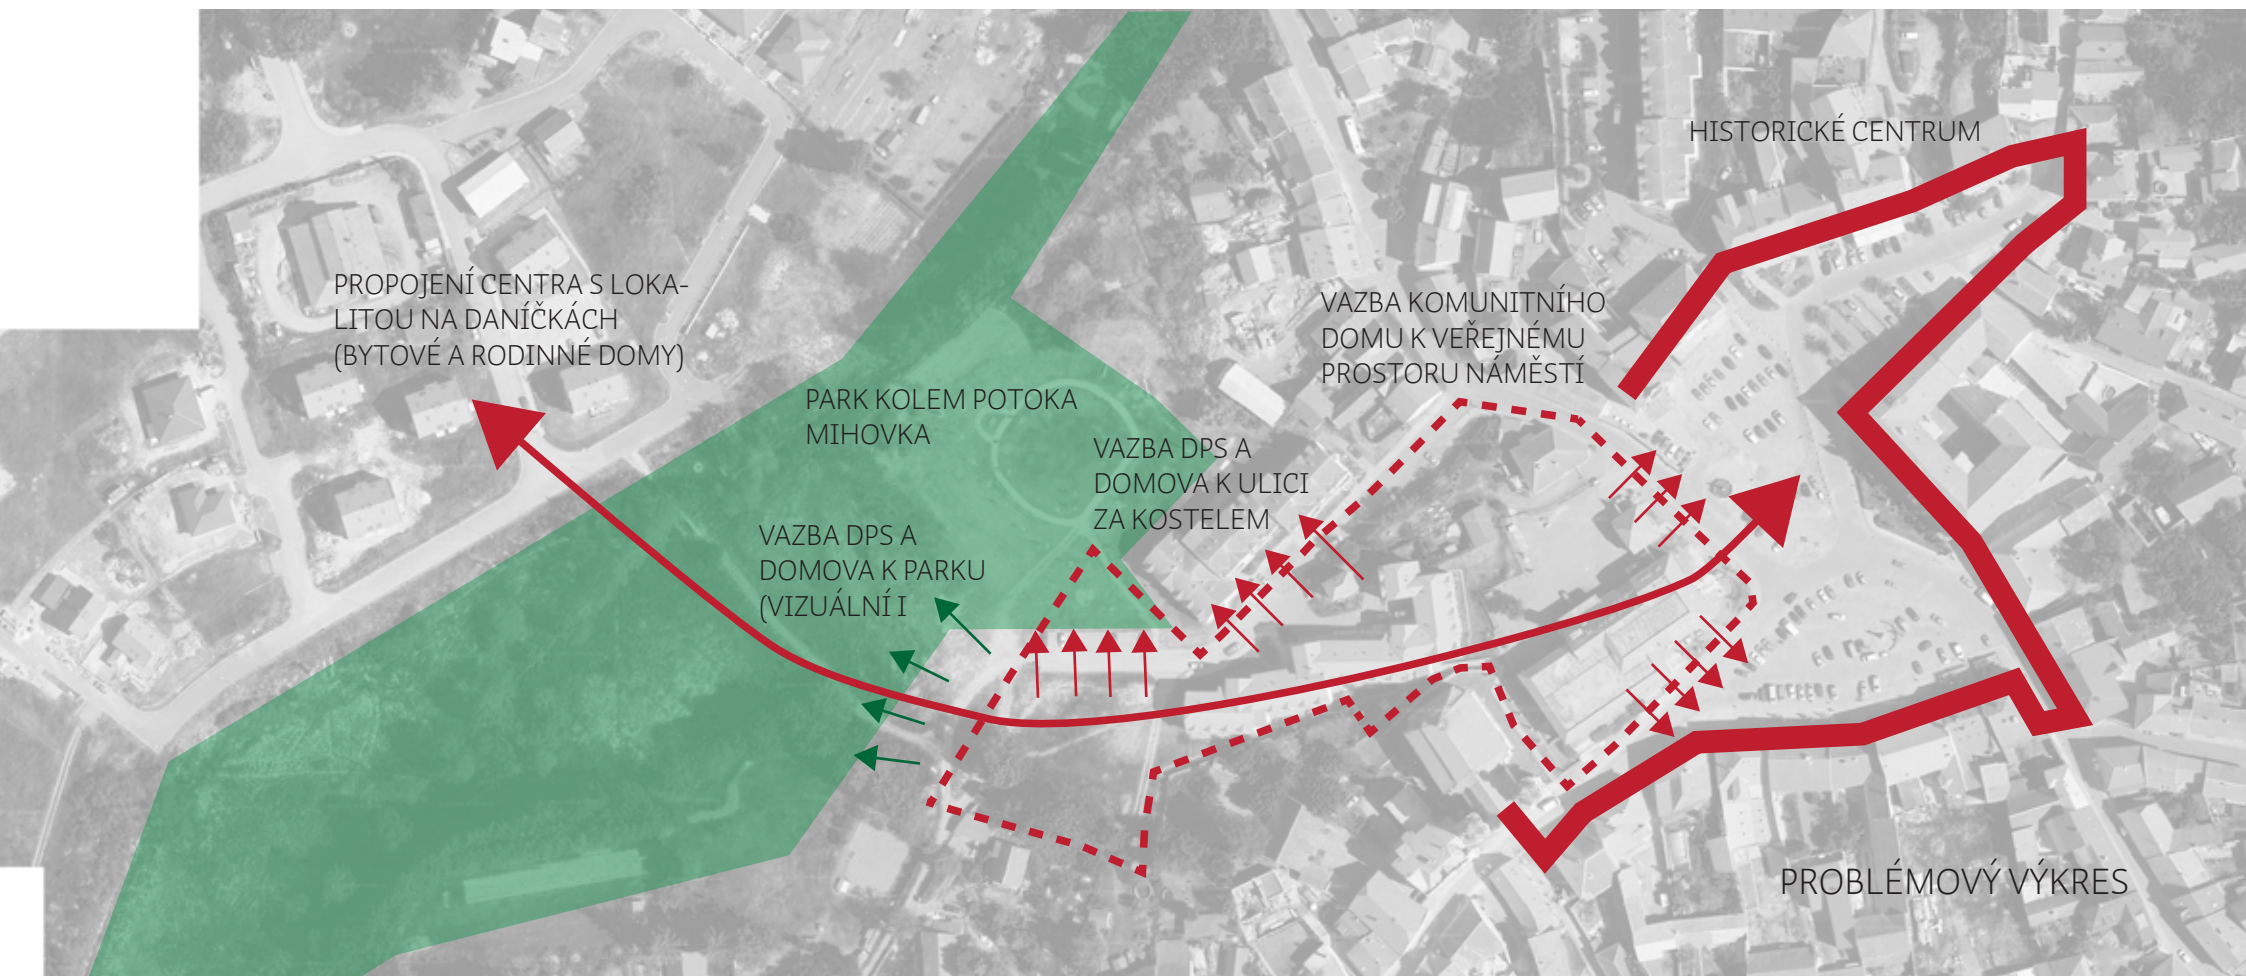 HISTORICKÉ CENTRUM
PROPOJENÍ CENTRA S LOKA-
LITOU NA DANÍČKÁCH
(BYTOVÉ A RODINNÉ DOMY)
VAZBA KOMUNITNÍHO
DOMU K VEŘEJNÉMU
PROSTORU NÁMĚSTÍ
PARK KOLEM POTOKA
MIHOVKA
VAZBA DPS A
DOMOVA K ULICI
ZA KOSTELEM
VAZBA DPS A
DOMOVA K PARKU
(VIZUÁLNÍ I
PROBLÉMOVÝ VÝKRES